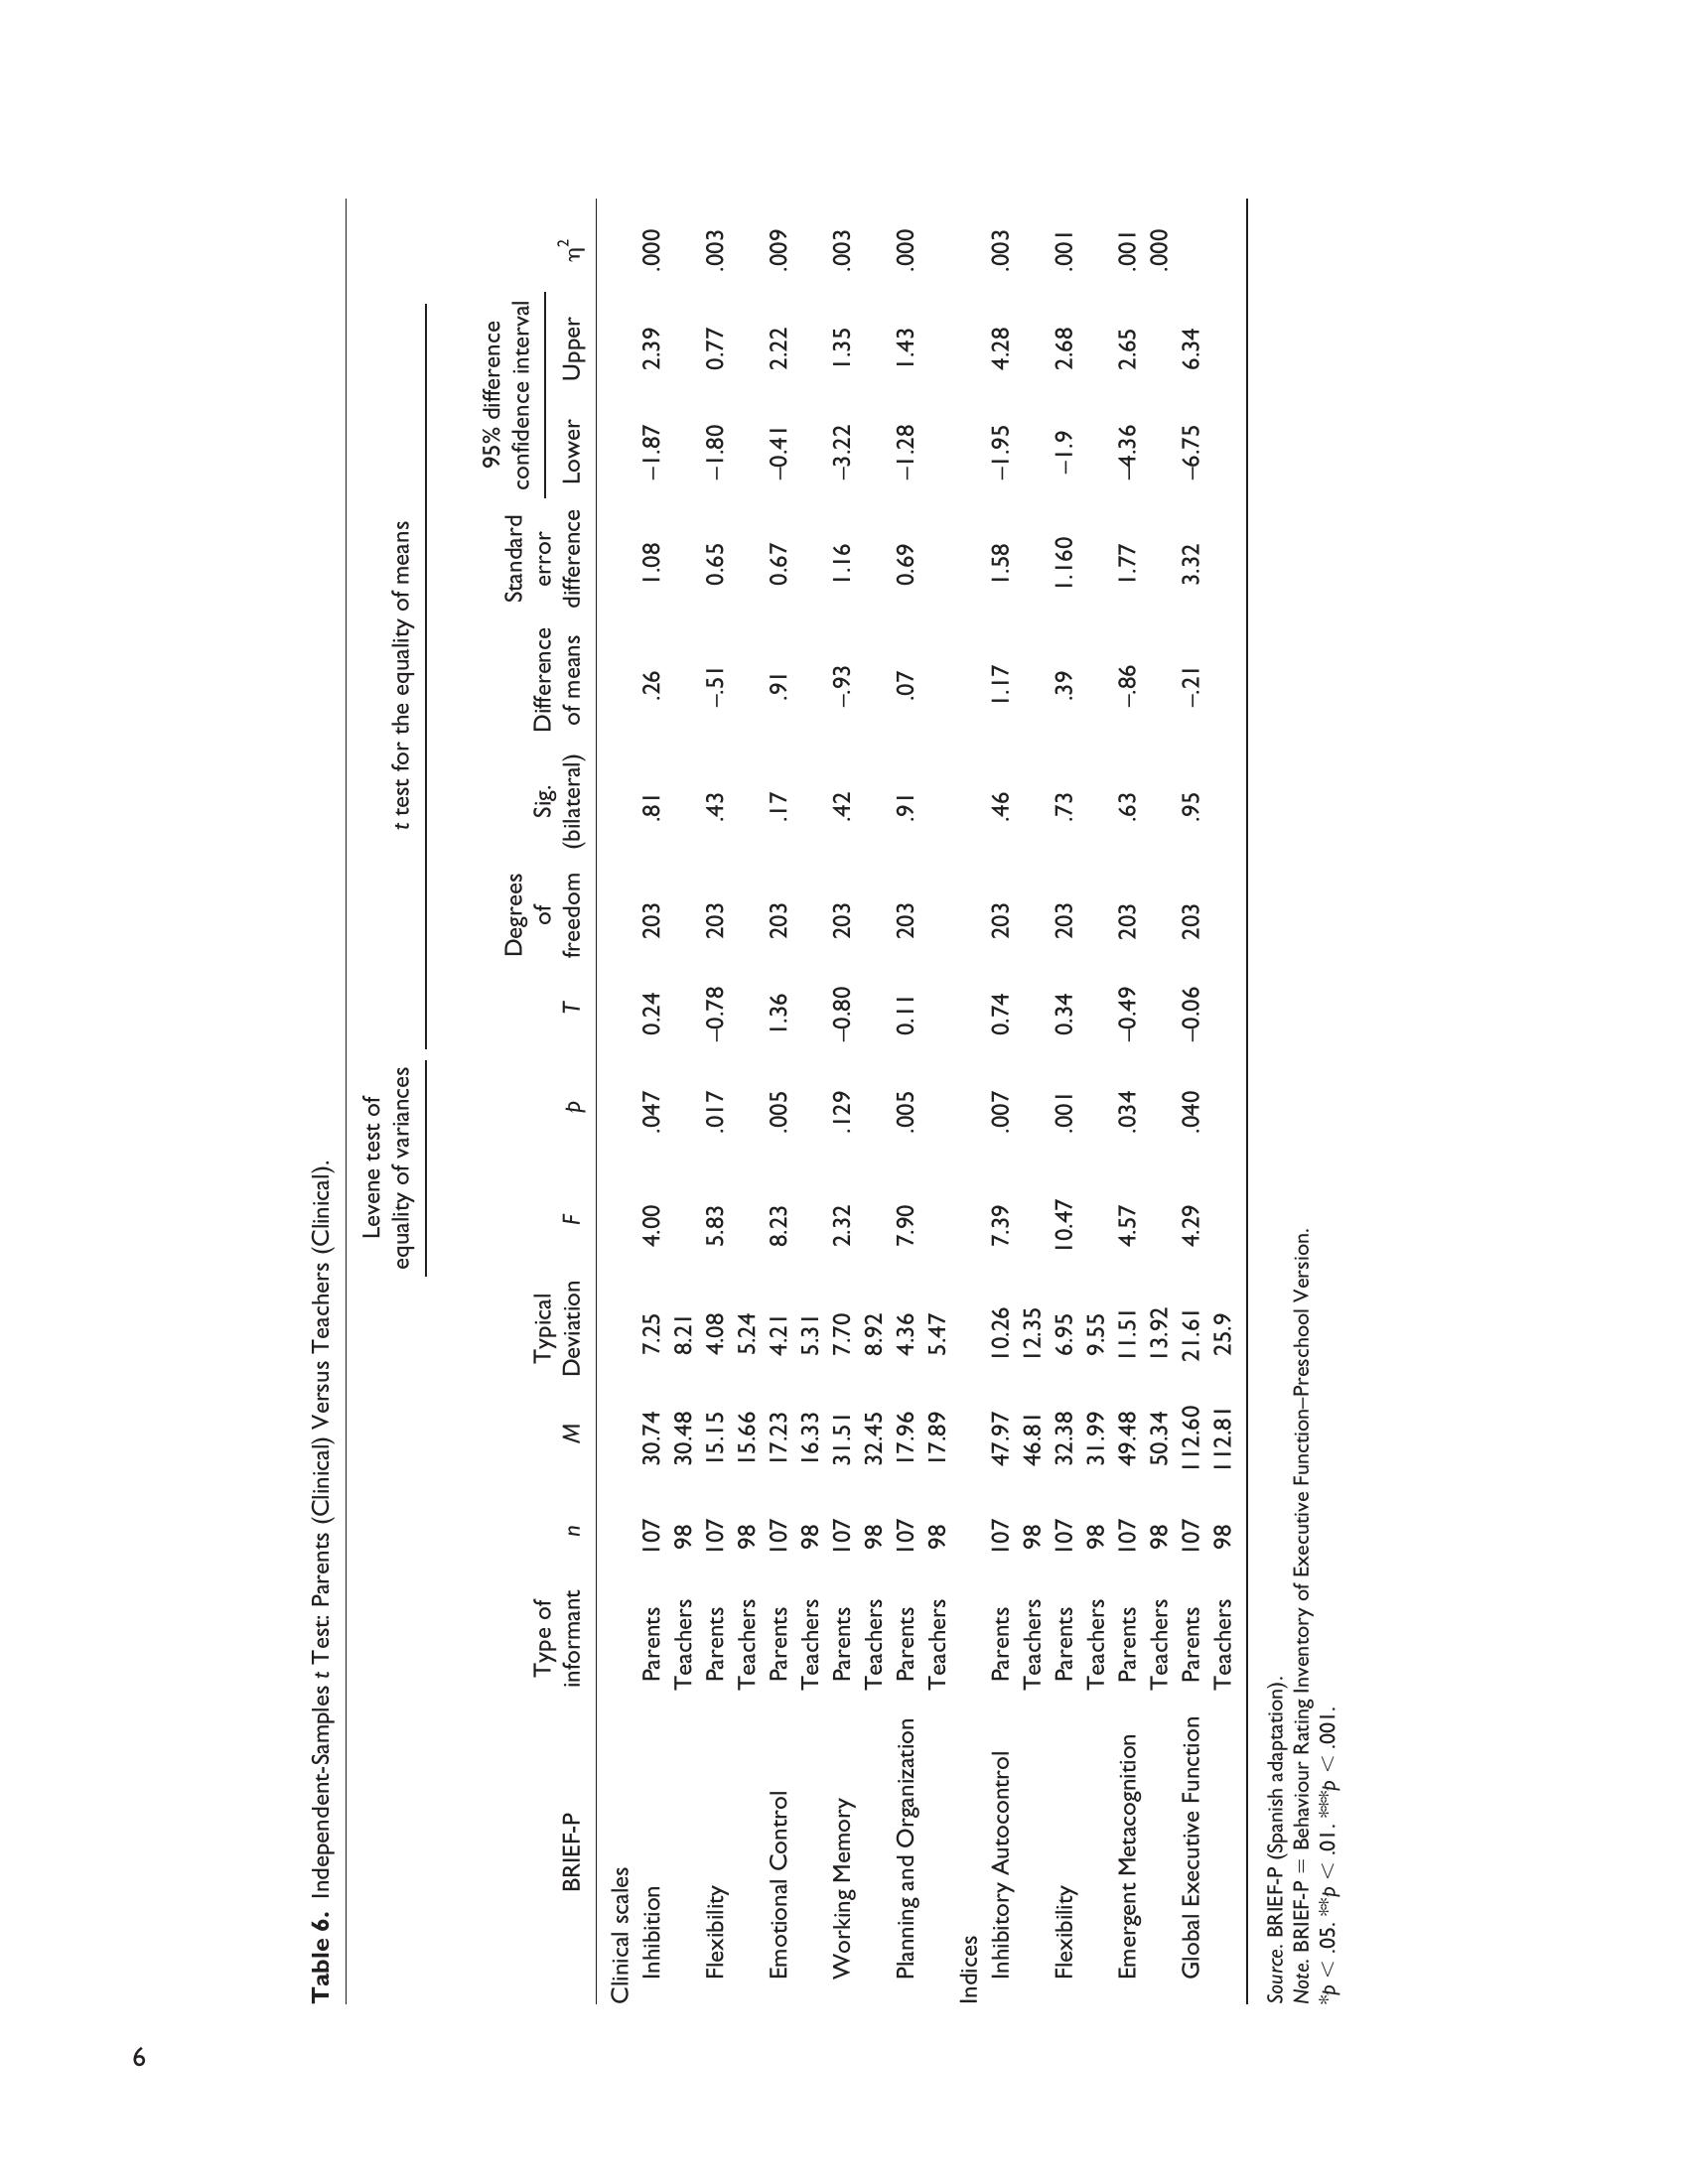 6
Table 6. Independent-Samples t Test: Parents (Clinical) Versus Teachers (Clinical).
Levene test of equality of variances t test for the equality of means
95% difference confidence interval
BRIEF-P Type of informant n M Typical Deviation F p T Degrees of freedom Sig. (bilateral) Difference of means Standard error difference Lower Upper η²
Clinical scales
Inhibition Parents 107 30.74 7.25 4.00 .047 0.24 203 .81 .26 1.08 −1.87 2.39 .000
Teachers 98 30.48 8.21
Flexibility Parents 107 15.15 4.08 5.83 .017 −0.78 203 .43 −.51 0.65 −1.80 0.77 .003
Teachers 98 15.66 5.24
Emotional Control Parents 107 17.23 4.21 8.23 .005 1.36 203 .17 .91 0.67 −0.41 2.22 .009
Teachers 98 16.33 5.31
Working Memory Parents 107 31.51 7.70 2.32 .129 −0.80 203 .42 −.93 1.16 −3.22 1.35 .003
Teachers 98 32.45 8.92
Planning and Organization Parents 107 17.96 4.36 7.90 .005 0.11 203 .91 .07 0.69 −1.28 1.43 .000
Teachers 98 17.89 5.47
Indices
Inhibitory Autocontrol Parents 107 47.97 10.26 7.39 .007 0.74 203 .46 1.17 1.58 −1.95 4.28 .003
Teachers 98 46.81 12.35
Flexibility Parents 107 32.38 6.95 10.47 .001 0.34 203 .73 .39 1.160 −1.9 2.68 .001
Teachers 98 31.99 9.55
Emergent Metacognition Parents 107 49.48 11.51 4.57 .034 −0.49 203 .63 −.86 1.77 −4.36 2.65 .001
Teachers 98 50.34 13.92 .000
Global Executive Function Parents 107 112.60 21.61 4.29 .040 −0.06 203 .95 −.21 3.32 −6.75 6.34
Teachers 98 112.81 25.9
Source. BRIEF-P (Spanish adaptation).
Note. BRIEF-P = Behaviour Rating Inventory of Executive Function–Preschool Version.
*p < .05. **p < .01. ***p < .001.